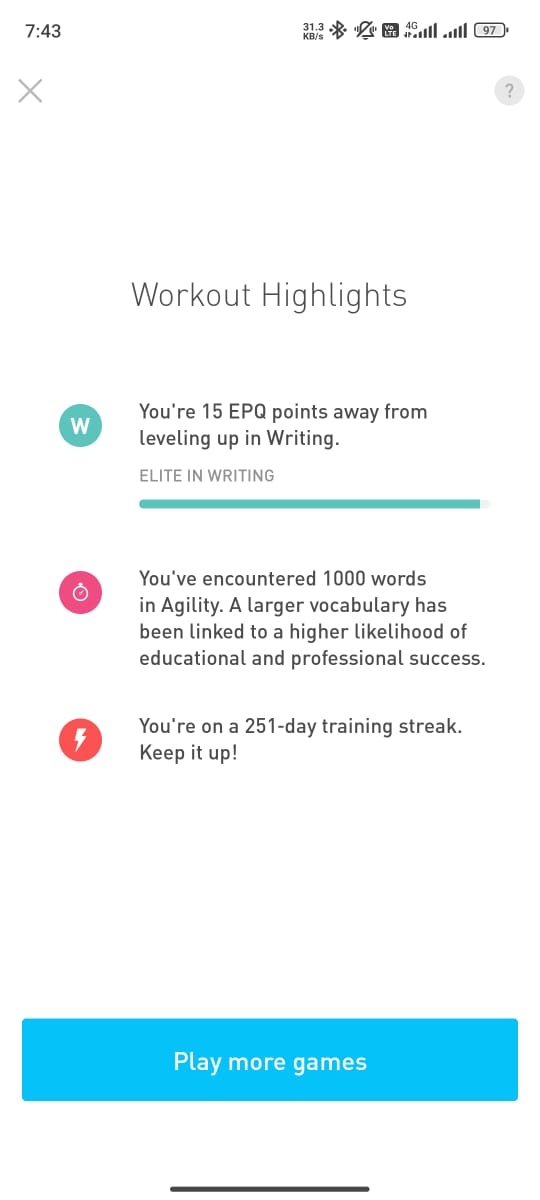 7:43
31.3
KB/s
Vo
LTE
4G
97
?
Workout Highlights
W
You're 15 EPQ points away from
leveling up in Writing.
ELITE IN WRITING
You've encountered 1000 words
in Agility. A larger vocabulary has
been linked to a higher likelihood of
educational and professional success.
You're on a 251-day training streak.
Keep it up!
Play more games